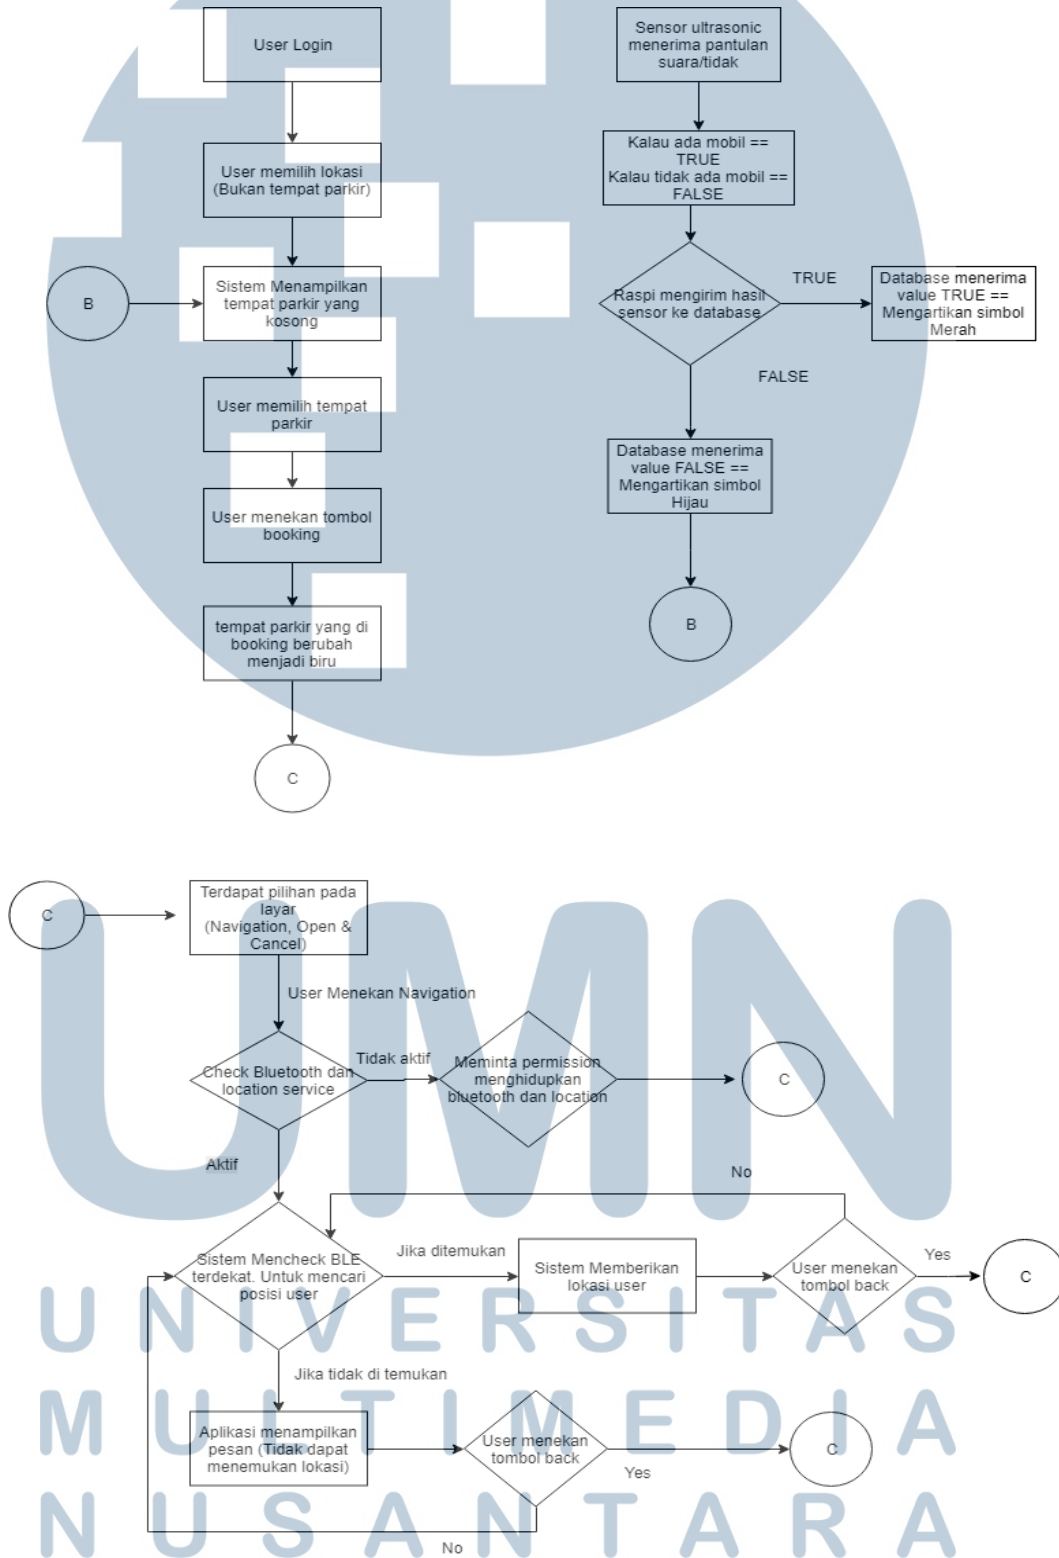 User Login
User memilih lokasi
(Bukan tempat parkir)
B
Sistem Menampilkan
tempat parkir yang
kosong
User memilih tempat
parkir
User menekan tombol
booking
tempat parkir yang di
booking berubah
menjadi biru
C
Sensor ultrasonic
menerima pantulan
suara/tidak
Kalau ada mobil ==
TRUE
Kalau tidak ada mobil ==
FALSE
Raspi mengirim hasil
sensor ke database
TRUE
Database menerima
value TRUE ==
Mengartikan simbol
Merah
FALSE
Database menerima
value FALSE ==
Mengartikan simbol
Hijau
B
C
Terdapat pilihan pada
layar
(Navigation, Open &
Cancel)
User Menekan Navigation
Check Bluetooth dan
location service
Tidak aktif
Meminta permission
menghidupkan
bluetooth dan location
C
Aktif
No
Sistem Mencheck BLE
terdekat. Untuk mencari
posisi user
Jika ditemukan
Sistem Memberikan
lokasi user
User menekan
tombol back
Yes
C
Jika tidak di temukan
Aplikasi menampilkan
pesan (Tidak dapat
menemukan lokasi)
User menekan
tombol back
Yes
C
No
UMN
UNIVERSITAS
MULTIMEDIA
NUSANTARA